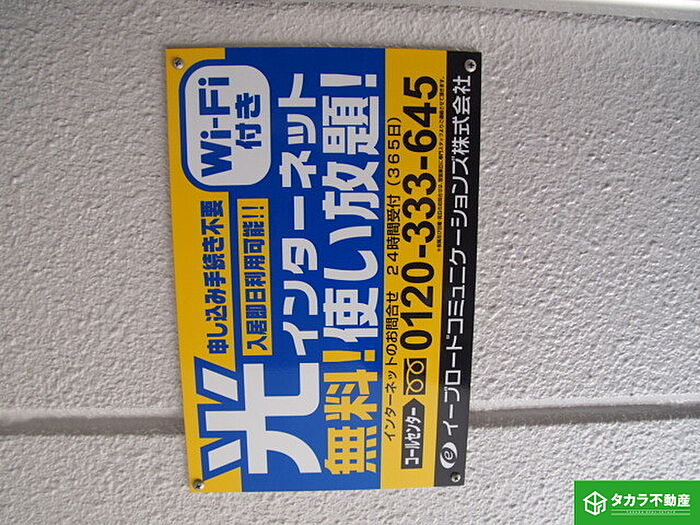 申し込み手続き不要
入居即日利用可能!!
Wi-Fi
付き
光インターネット
無料!使い放題!
インターネットのお問合せ 24時間受付(365日)
コールセンター 0120-333-645
e イーブロードコミュニケーションズ株式会社
タカラ不動産